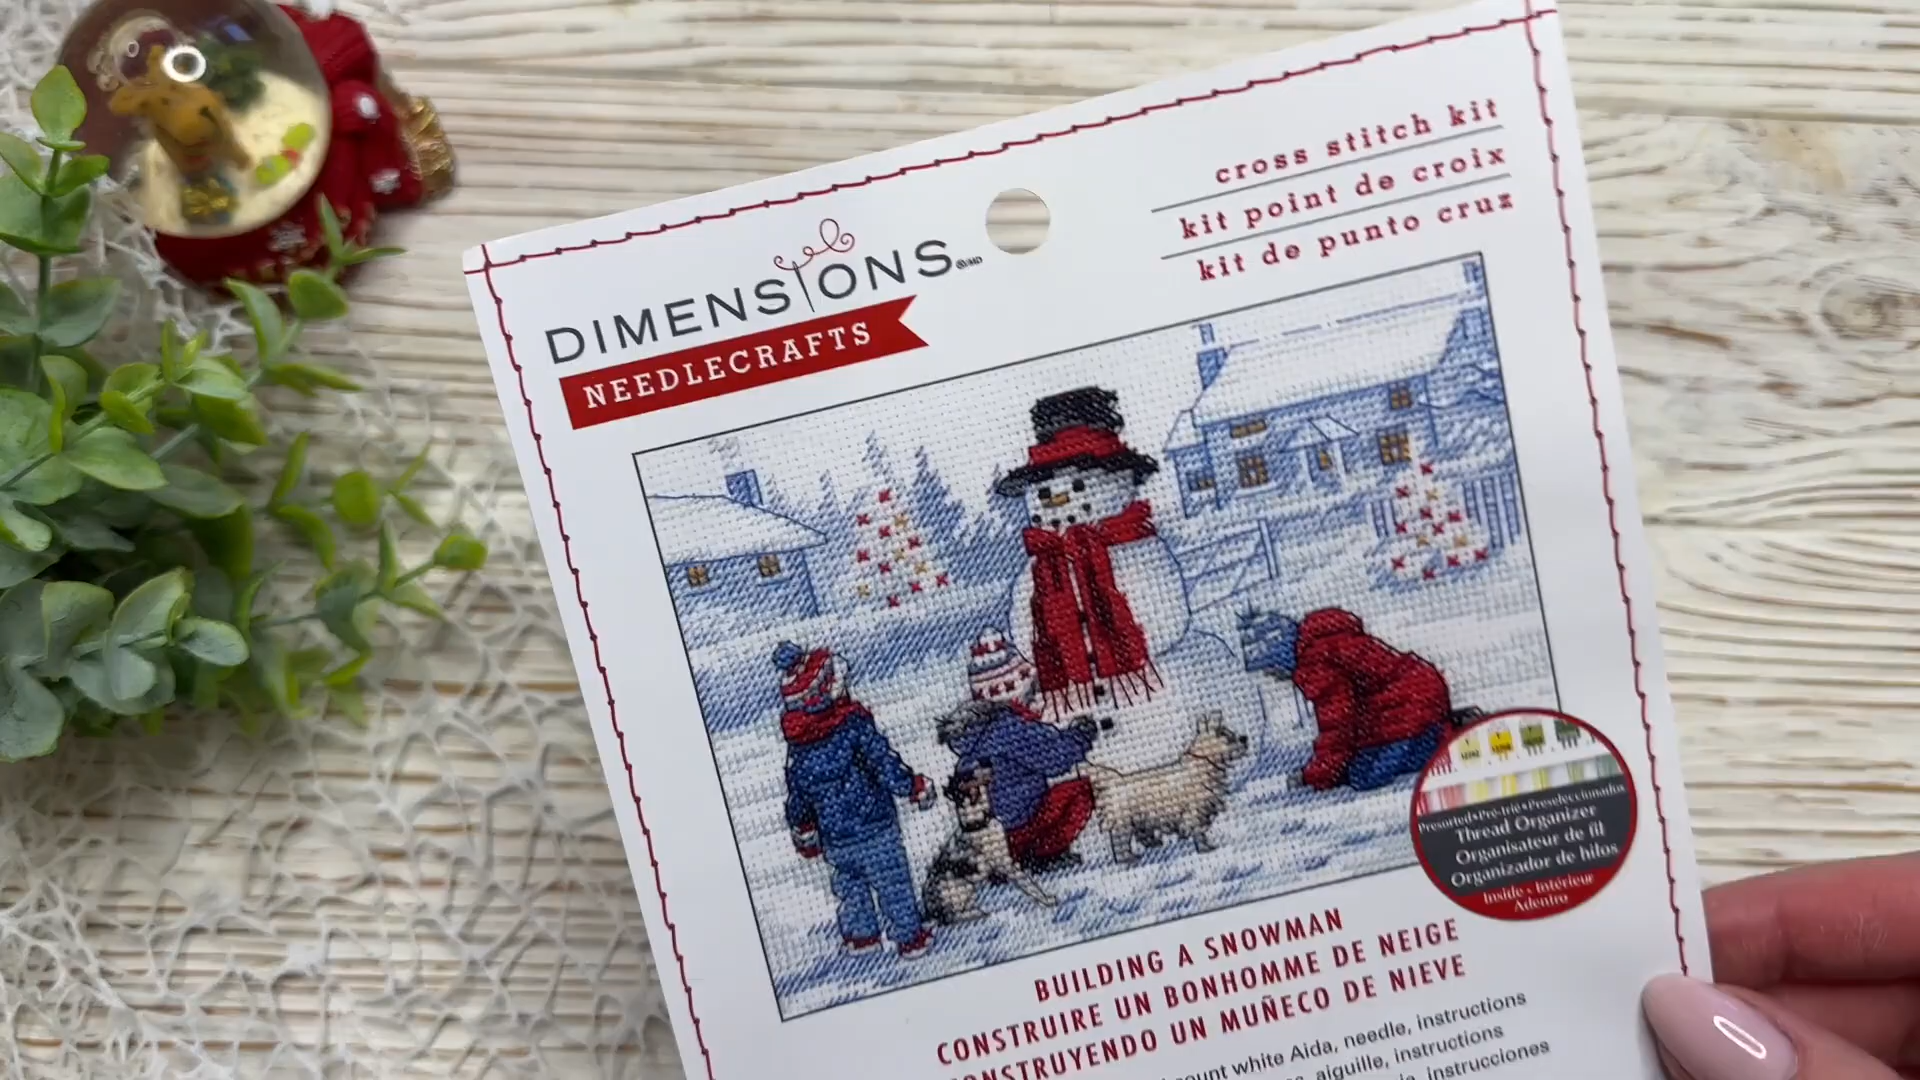 DIMENSIONS
NEEDLECRAFTS
cross stitch kit
kit point de croix
kit de punto cruz
Presorted • Pré-trié • Preseleccionados
Thread Organizer
Organisateur de fil
Organizador de hilos
Inside • Intérieur
Adentro
BUILDING A SNOWMAN
CONSTRUIRE UN BONHOMME DE NEIGE
CONSTRUYENDO UN MUÑECO DE NIEVE
count white Aida, needle, instructions
aiguille, instructions
instrucciones